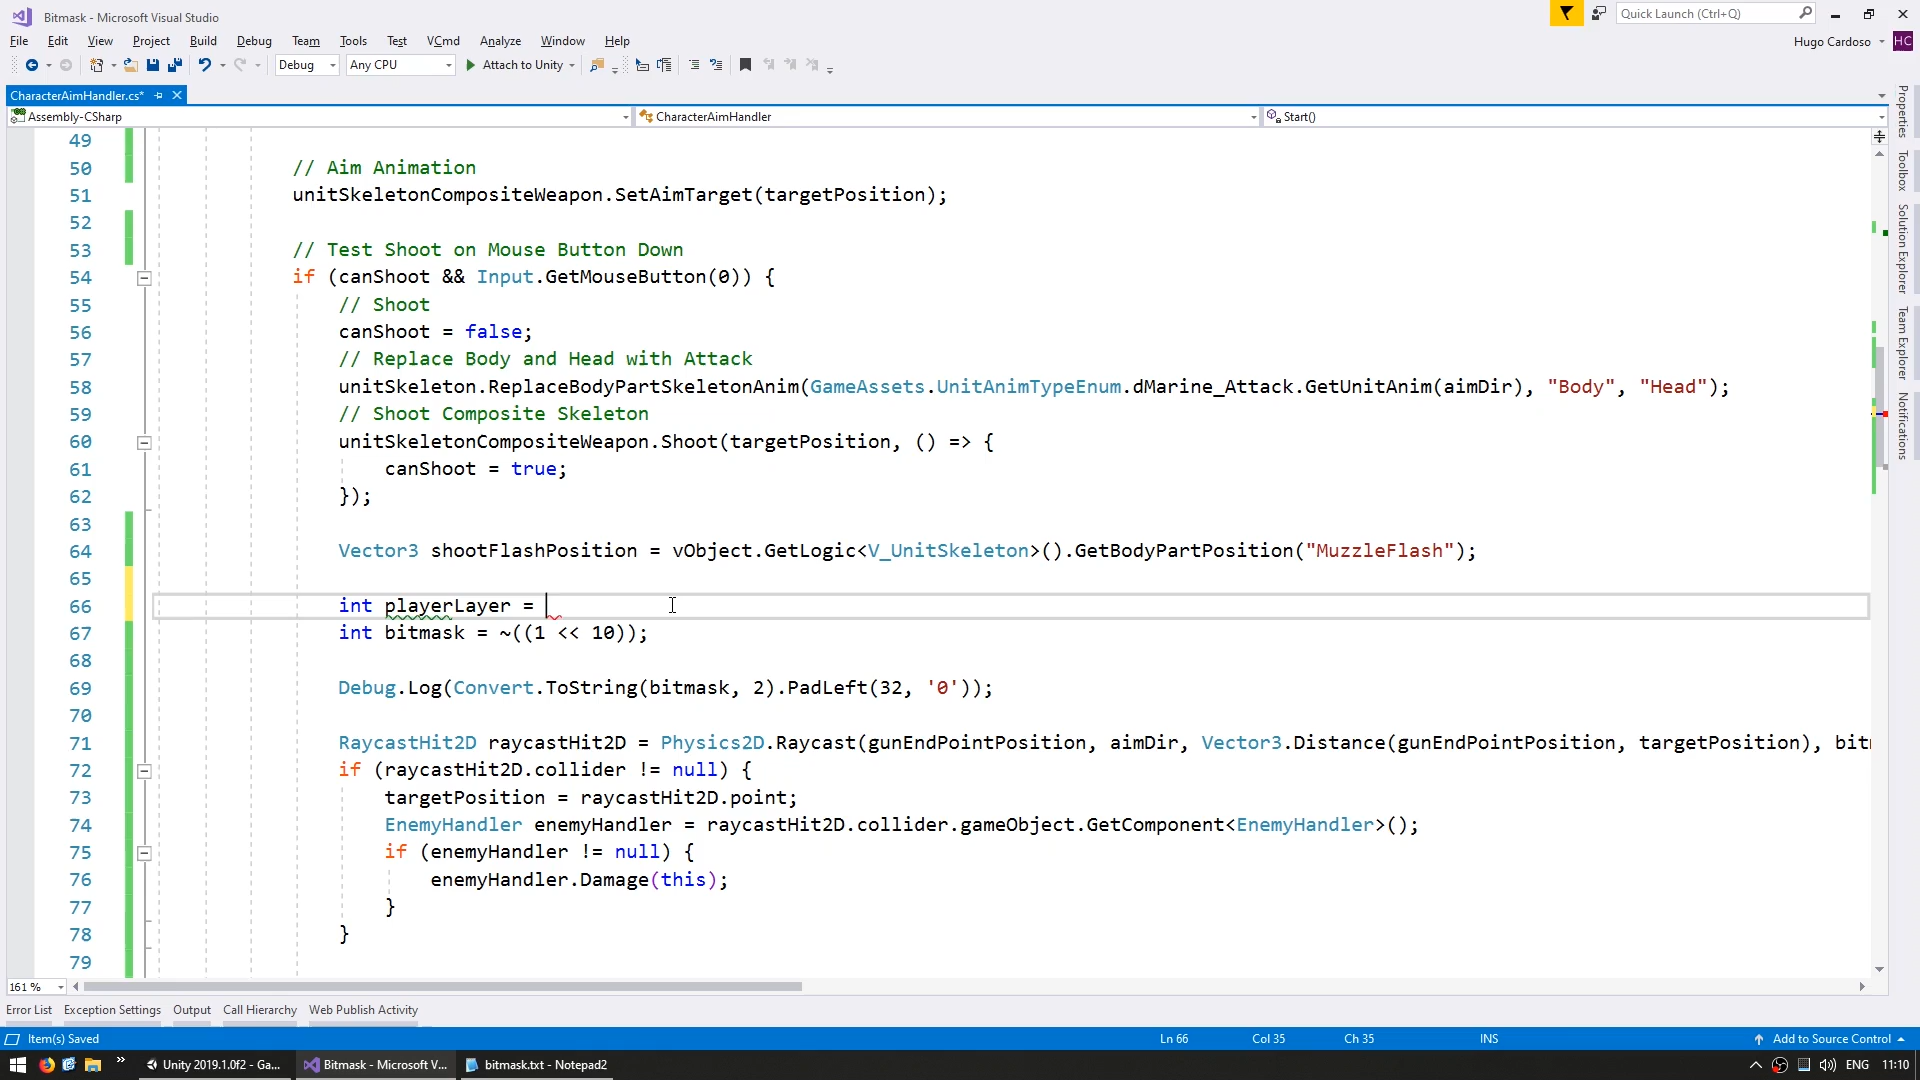 Bitmask - Microsoft Visual Studio
Quick Launch (Ctrl+Q)
File Edit View Project Build Debug Team Tools Test VCmd Analyze Window Help
Hugo Cardoso HC
Debug Any CPU Attach to Unity
CharacterAimHandler.cs*
Assembly-CSharp CharacterAimHandler Start()
49
50 // Aim Animation
51 unitSkeletonCompositeWeapon.SetAimTarget(targetPosition);
52
53 // Test Shoot on Mouse Button Down
54 if (canShoot && Input.GetMouseButton(0)) {
55 // Shoot
56 canShoot = false;
57 // Replace Body and Head with Attack
58 unitSkeleton.ReplaceBodyPartSkeletonAnim(GameAssets.UnitAnimTypeEnum.dMarine_Attack.GetUnitAnim(aimDir), "Body", "Head");
59 // Shoot Composite Skeleton
60 unitSkeletonCompositeWeapon.Shoot(targetPosition, () => {
61 canShoot = true;
62 });
63
64 Vector3 shootFlashPosition = vObject.GetLogic<V_UnitSkeleton>().GetBodyPartPosition("MuzzleFlash");
65
66 int playerLayer =
67 int bitmask = ~((1 << 10));
68
69 Debug.Log(Convert.ToString(bitmask, 2).PadLeft(32, '0'));
70
71 RaycastHit2D raycastHit2D = Physics2D.Raycast(gunEndPointPosition, aimDir, Vector3.Distance(gunEndPointPosition, targetPosition), bit
72 if (raycastHit2D.collider != null) {
73 targetPosition = raycastHit2D.point;
74 EnemyHandler enemyHandler = raycastHit2D.collider.gameObject.GetComponent<EnemyHandler>();
75 if (enemyHandler != null) {
76 enemyHandler.Damage(this);
77 }
78 }
79
Properties
Toolbox
Solution Explorer
Team Explorer
Notifications
161 %
Error List Exception Settings Output Call Hierarchy Web Publish Activity
Item(s) Saved Ln 66 Col 35 Ch 35 INS Add to Source Control
Unity 2019.1.0f2 - Ga... Bitmask - Microsoft V... bitmask.txt - Notepad2 ENG 11:10